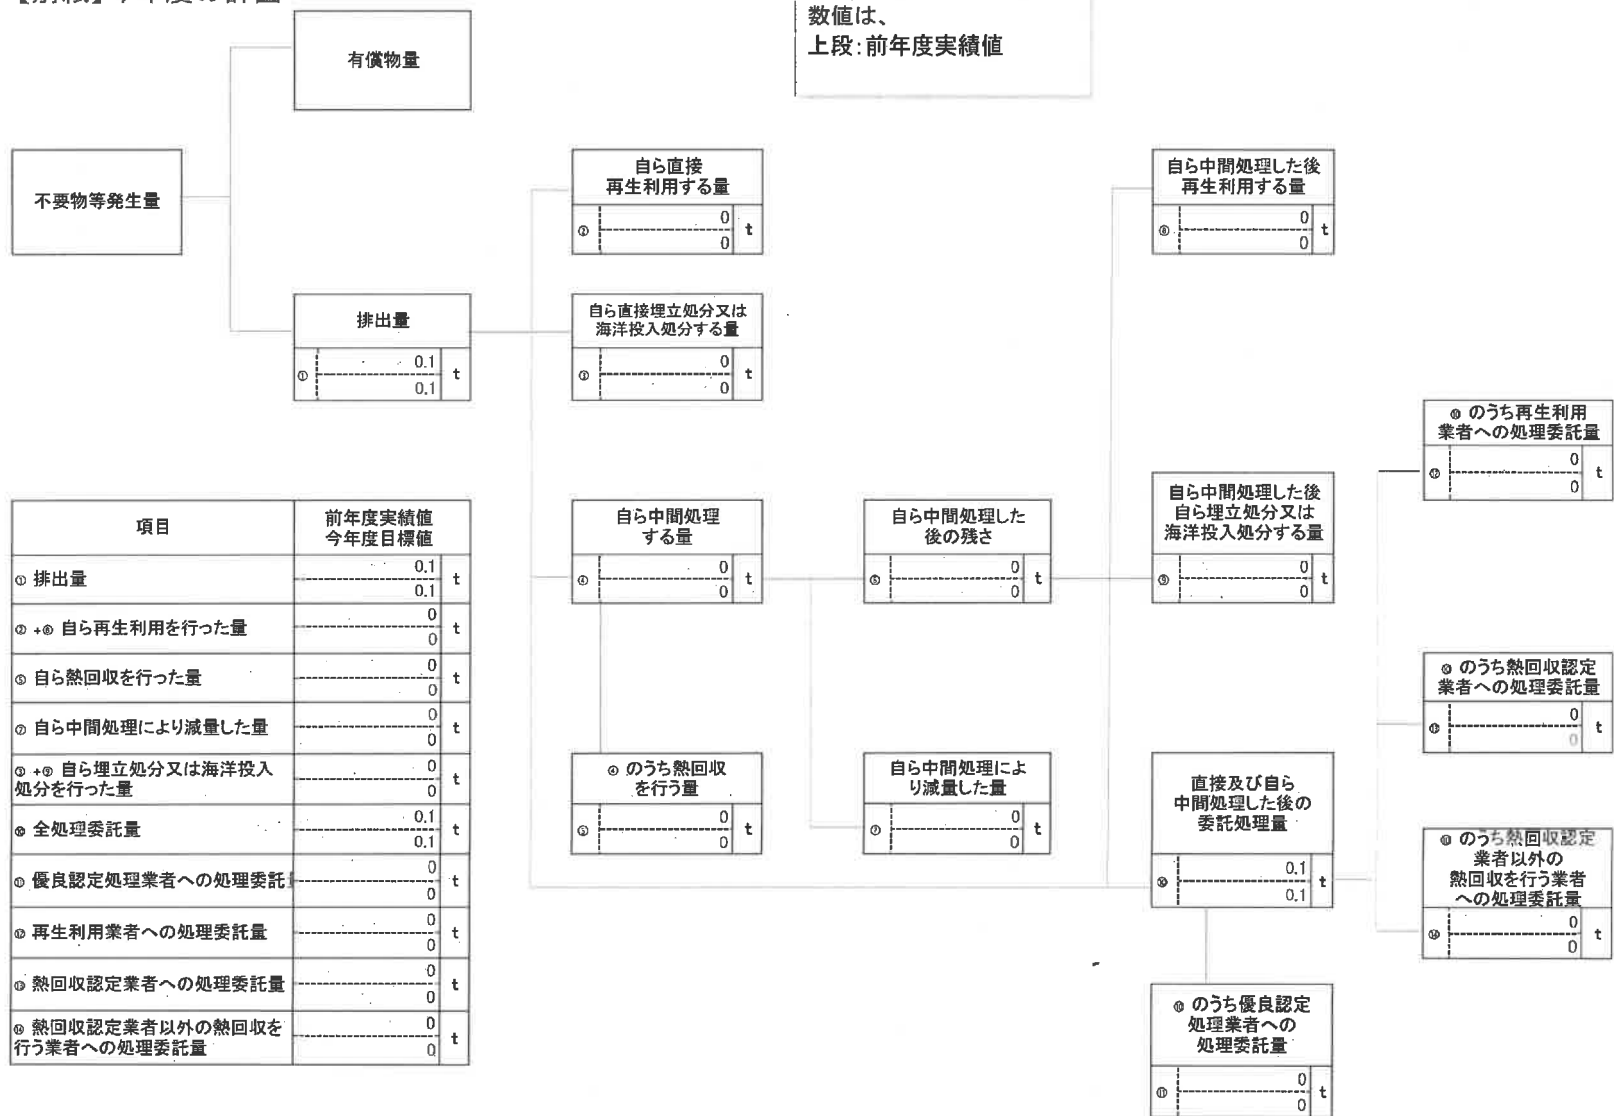 数値は、
上段:前年度実績値
有償物量
不要物等発生量
排出量
① 0.1 t
0.1
自ら直接
再生利用する量
② 0 t
0
自ら直接埋立処分又は
海洋投入処分する量
③ 0 t
0
自ら中間処理した後
再生利用する量
⑧ 0 t
0
自ら中間処理
する量
④ 0 t
0
自ら中間処理した
後の残さ
⑥ 0 t
0
自ら中間処理した後
自ら埋立処分又は
海洋投入処分する量
⑨ 0 t
0
④ のうち熱回収
を行う量
⑤ 0 t
0
自ら中間処理によ
り減量した量
⑦ 0 t
0
直接及び自ら
中間処理した後の
委託処理量
⑩ 0.1 t
0.1
⑩ のうち再生利用
業者への処理委託量
⑫ 0 t
0
⑩ のうち熱回収認定
業者への処理委託量
⑬ 0 t
0
⑩ のうち熱回収認定
業者以外の
熱回収を行う業者
への処理委託量
⑭ 0 t
0
⑩ のうち優良認定
処理業者への
処理委託量
⑪ 0 t
0
項目 前年度実績値
今年度目標値
① 排出量 0.1 t
0.1
② +⑧ 自ら再生利用を行った量 0 t
0
⑤ 自ら熱回収を行った量 0 t
0
⑦ 自ら中間処理により減量した量 0 t
0
③ +⑨ 自ら埋立処分又は海洋投入
処分を行った量 0 t
0
⑩ 全処理委託量 0.1 t
0.1
⑪ 優良認定処理業者への処理委託 0 t
0
⑫ 再生利用業者への処理委託量 0 t
0
⑬ 熱回収認定業者への処理委託量 0 t
0
⑭ 熱回収認定業者以外の熱回収を
行う業者への処理委託量 0 t
0